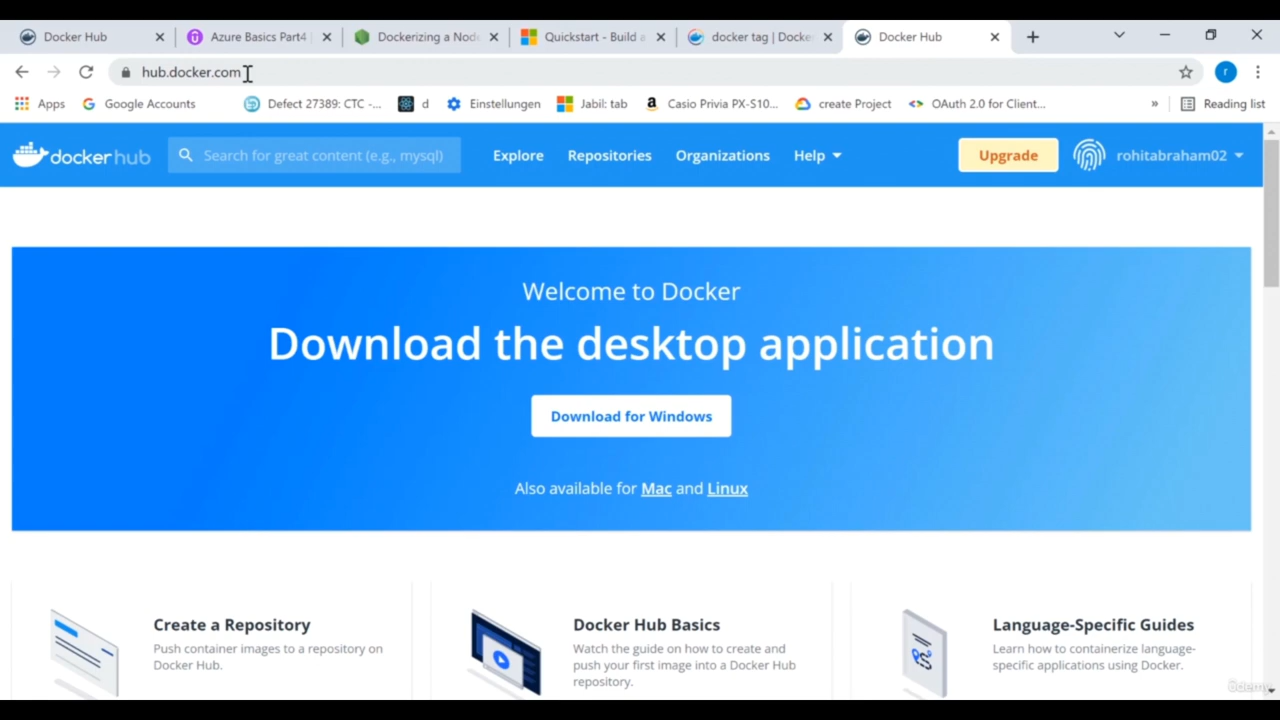 Docker Hub
Azure Basics Part4
Dockerizing a Node
Quickstart - Build a
docker tag | Docke
Docker Hub
hub.docker.com
Apps
Google Accounts
Defect 27389: CTC -...
d
Einstellungen
Jabil: tab
Casio Privia PX-S10...
create Project
OAuth 2.0 for Client...
»
Reading list
r
docker hub
Search for great content (e.g., mysql)
Explore
Repositories
Organizations
Help
Upgrade
rohitabraham02
Welcome to Docker
Download the desktop application
Download for Windows
Also available for Mac and Linux
Create a Repository
Push container images to a repository on
Docker Hub.
Docker Hub Basics
Watch the guide on how to create and
push your first image into a Docker Hub
repository.
Language-Specific Guides
Learn how to containerize language-
specific applications using Docker.
ûdemy